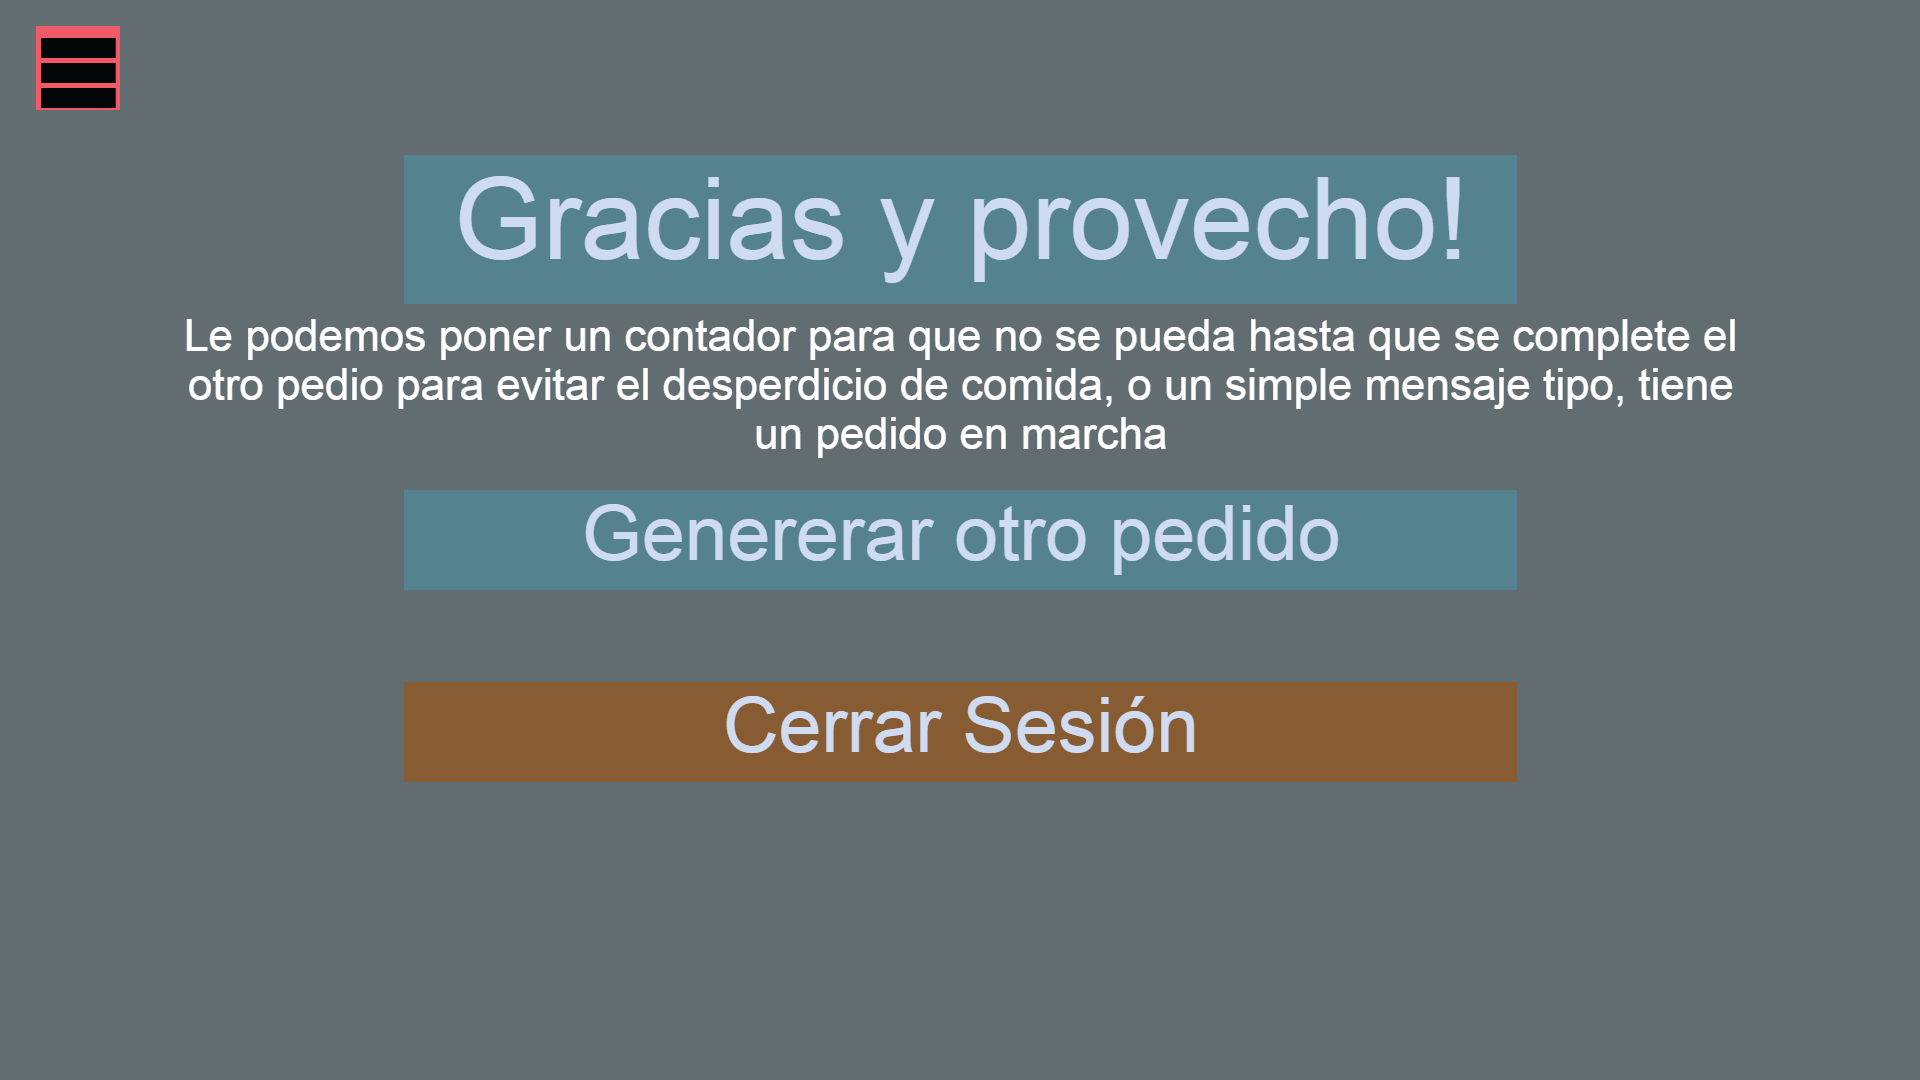 Gracias y provecho!
Le podemos poner un contador para que no se pueda hasta que se complete el
otro pedio para evitar el desperdicio de comida, o un simple mensaje tipo, tiene
un pedido en marcha
Genererar otro pedido
Cerrar Sesión